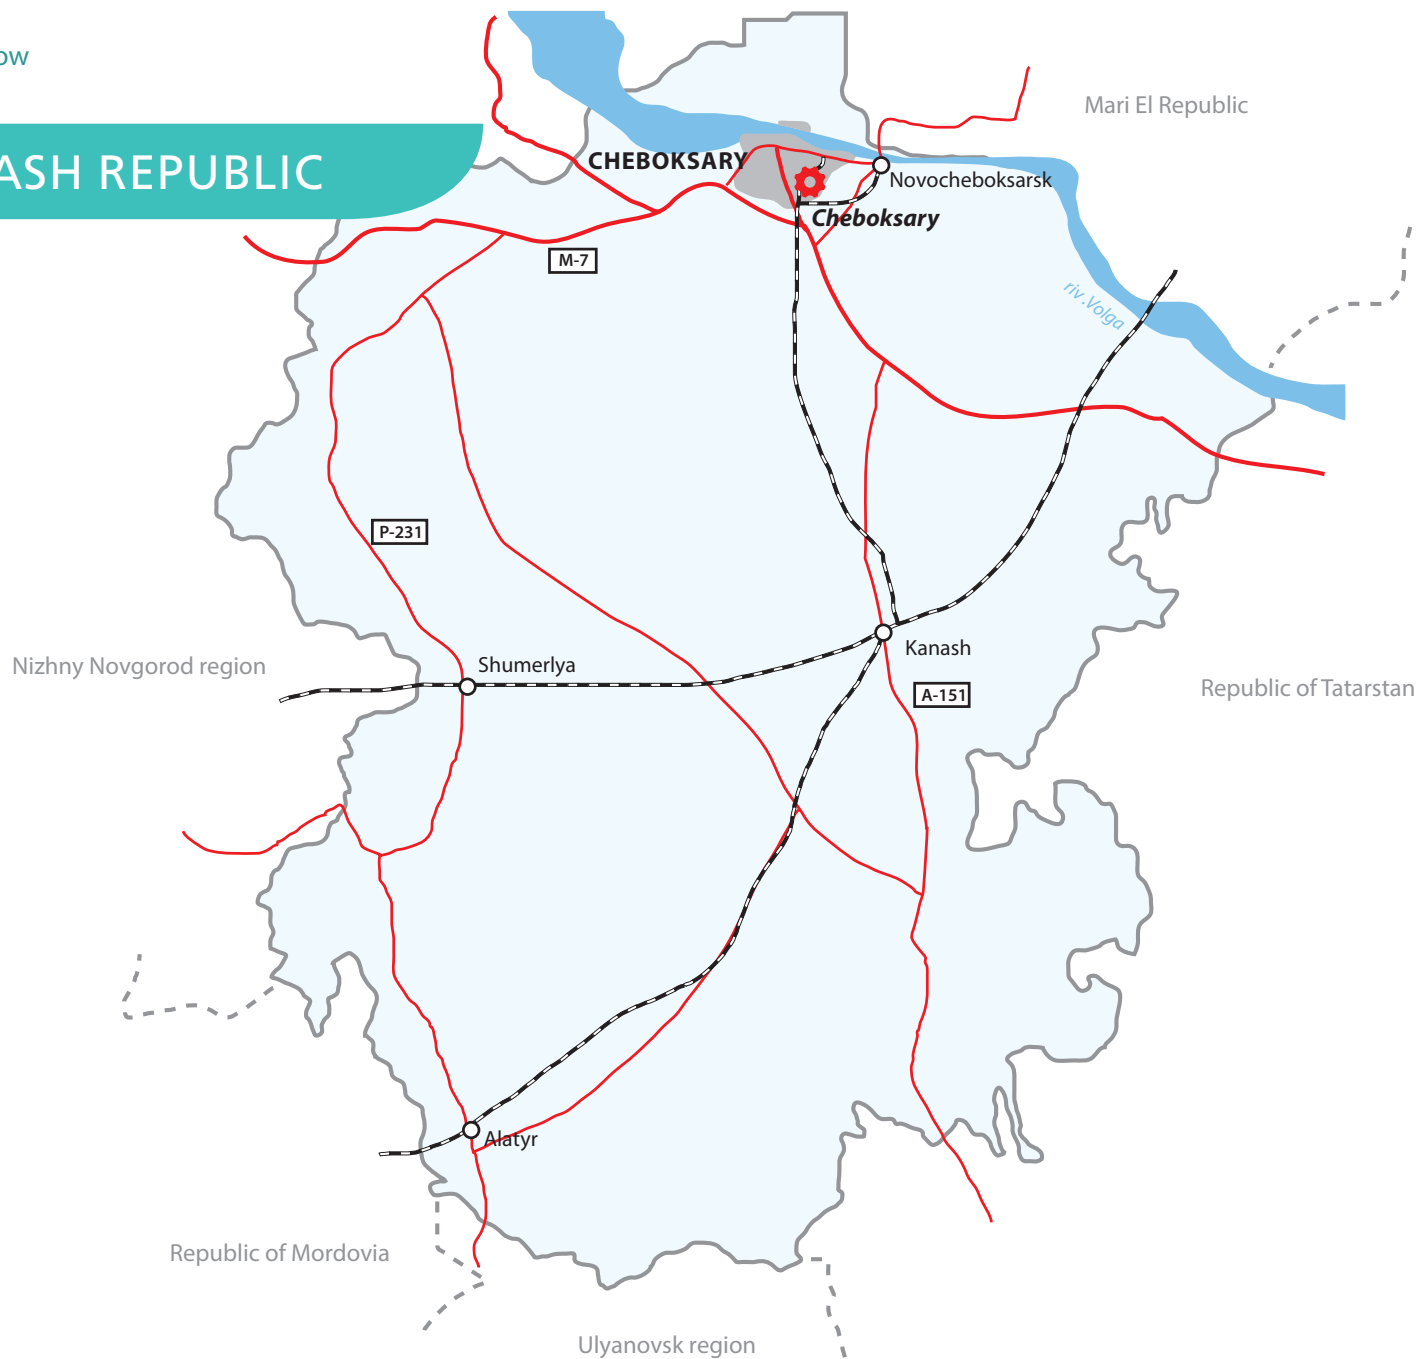 ow
ASH REPUBLIC
Mari El Republic
CHEBOKSARY
Novocheboksarsk
Cheboksary
M-7
riv.Volga
P-231
Nizhny Novgorod region
Shumerlya
Kanash
A-151
Republic of Tatarstan
Alatyr
Republic of Mordovia
Ulyanovsk region